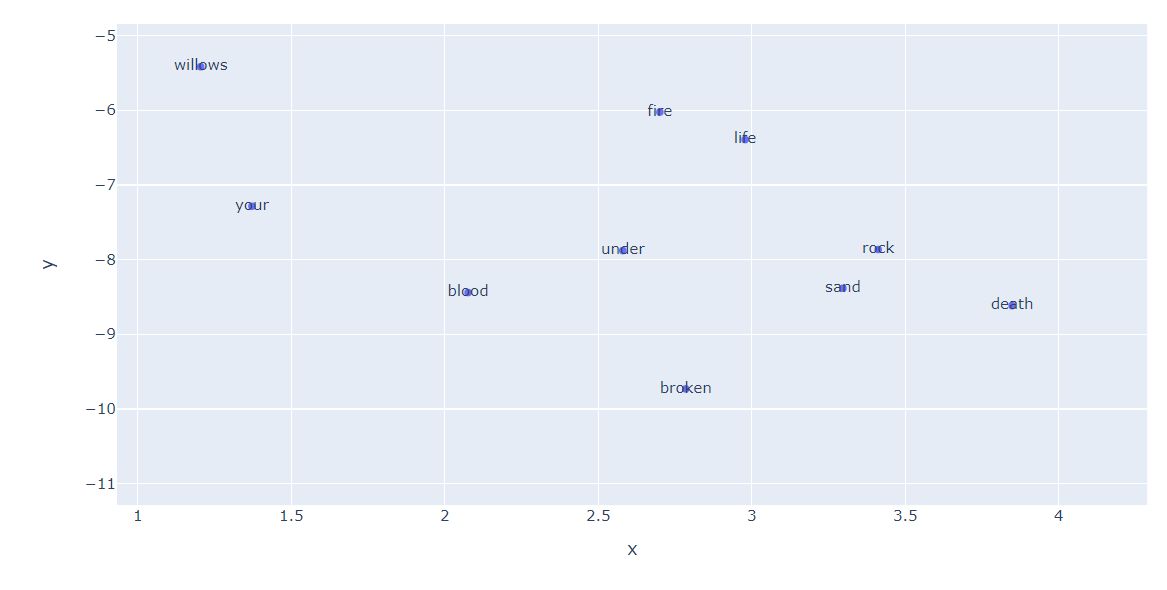 −5
willows
−6
fire
life
−7
your
under
rock
−8
sand
blood
death
−9
broken
−10
−11
1 1.5 2 2.5 3 3.5 4
y
x